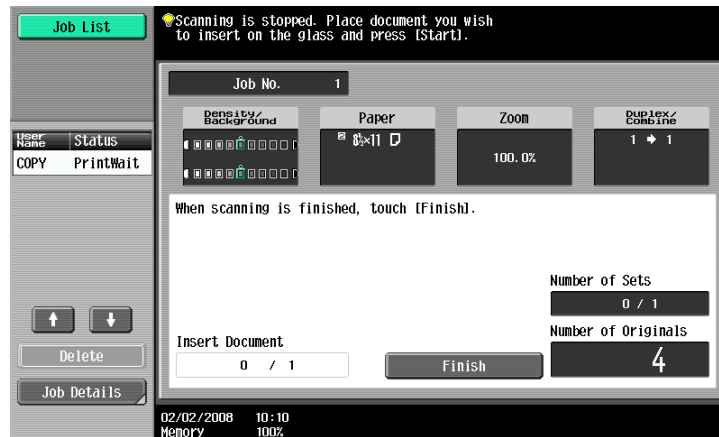 Job List
Scanning is stopped. Place document you wish
to insert on the glass and press [Start].
Job No. 1
Density/
Background
Paper
Zoom
Duplex/
Combine
8½×11
100.0%
1 → 1
User
Name
Status
COPY PrintWait
When scanning is finished, touch [Finish].
Number of Sets
0 / 1
Number of Originals
4
Insert Document
0 / 1
Finish
Delete
Job Details
02/02/2008 10:10
Memory 100%